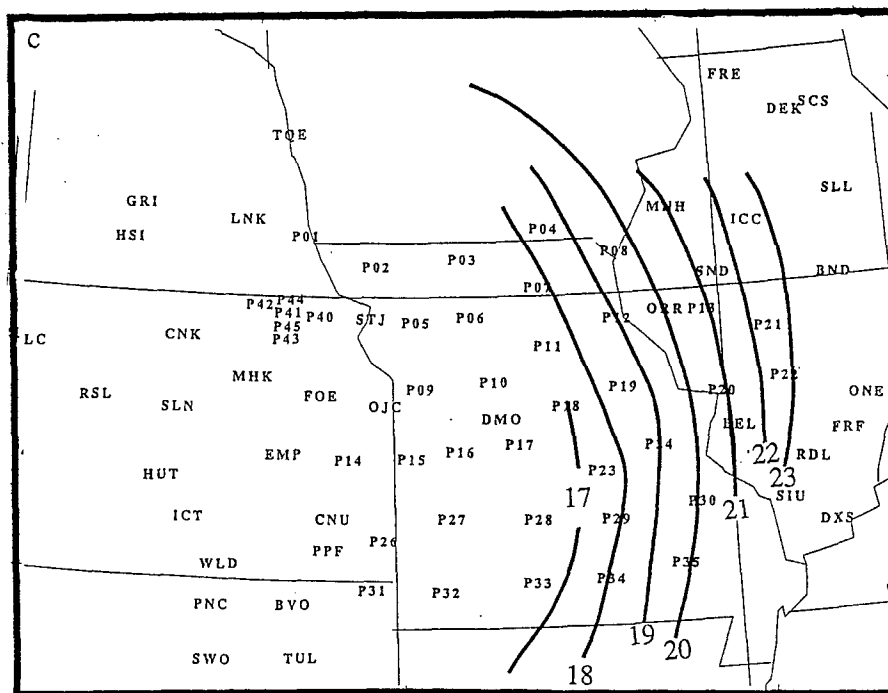 C
FRE
DEK SCS
TQE
GRI LNK MNH ICC SLL
HSI P01 P04
P02 P03 P08 SND BND
P07
P42 P44
P41 P40 STJ P05 P06 P12 ORR P13 P21
P45
LC CNK P43 P11
MHK P22
RSL FOE P09 P10 P19 P20 ONE
SLN OJC DMO P18 FRF
EMP P14 P15 P16 P17 P14 22 RDL
HUT P23 23
17 SIU
ICT CNU P27 P28 P29 P30 21 DXS
WLD PPF P26 P35
P31 P32 P33 P34
PNC BVO
19 20
SWO TUL 18